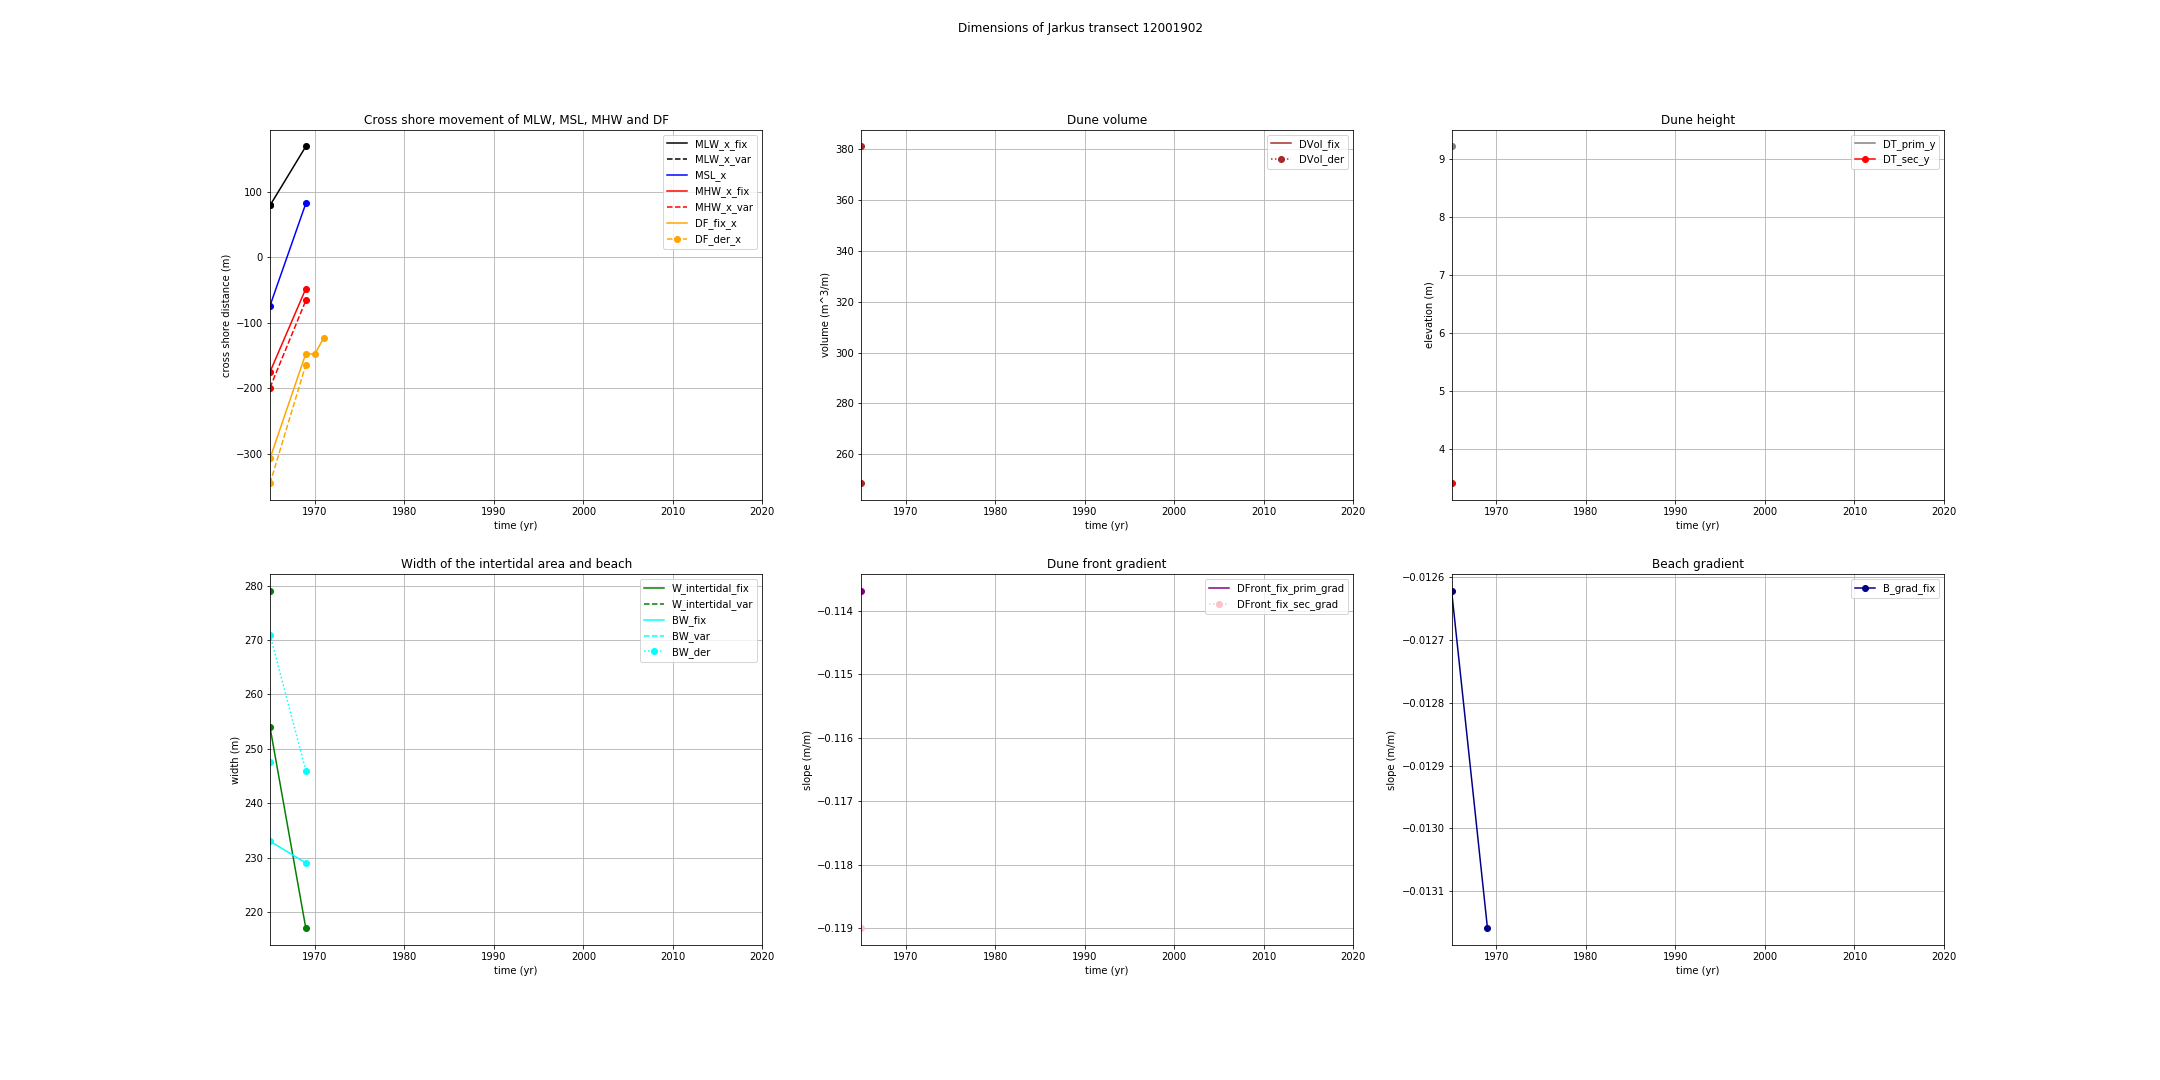 Dimensions of Jarkus transect 12001902
Cross shore movement of MLW, MSL, MHW and DF
cross shore distance (m)
100
0
−100
−200
−300
MLW_x_fix
MLW_x_var
MSL_x
MHW_x_fix
MHW_x_var
DF_fix_x
DF_der_x
1970 1980 1990 2000 2010 2020
time (yr)
Dune volume
volume (m^3/m)
380
360
340
320
300
280
260
DVol_fix
DVol_der
1970 1980 1990 2000 2010 2020
time (yr)
Dune height
elevation (m)
9
8
7
6
5
4
DT_prim_y
DT_sec_y
1970 1980 1990 2000 2010 2020
time (yr)
Width of the intertidal area and beach
width (m)
280
270
260
250
240
230
220
W_intertidal_fix
W_intertidal_var
BW_fix
BW_var
BW_der
1970 1980 1990 2000 2010 2020
time (yr)
Dune front gradient
slope (m/m)
−0.114
−0.115
−0.116
−0.117
−0.118
−0.119
DFront_fix_prim_grad
DFront_fix_sec_grad
1970 1980 1990 2000 2010 2020
time (yr)
Beach gradient
slope (m/m)
−0.0126
−0.0127
−0.0128
−0.0129
−0.0130
−0.0131
B_grad_fix
1970 1980 1990 2000 2010 2020
time (yr)